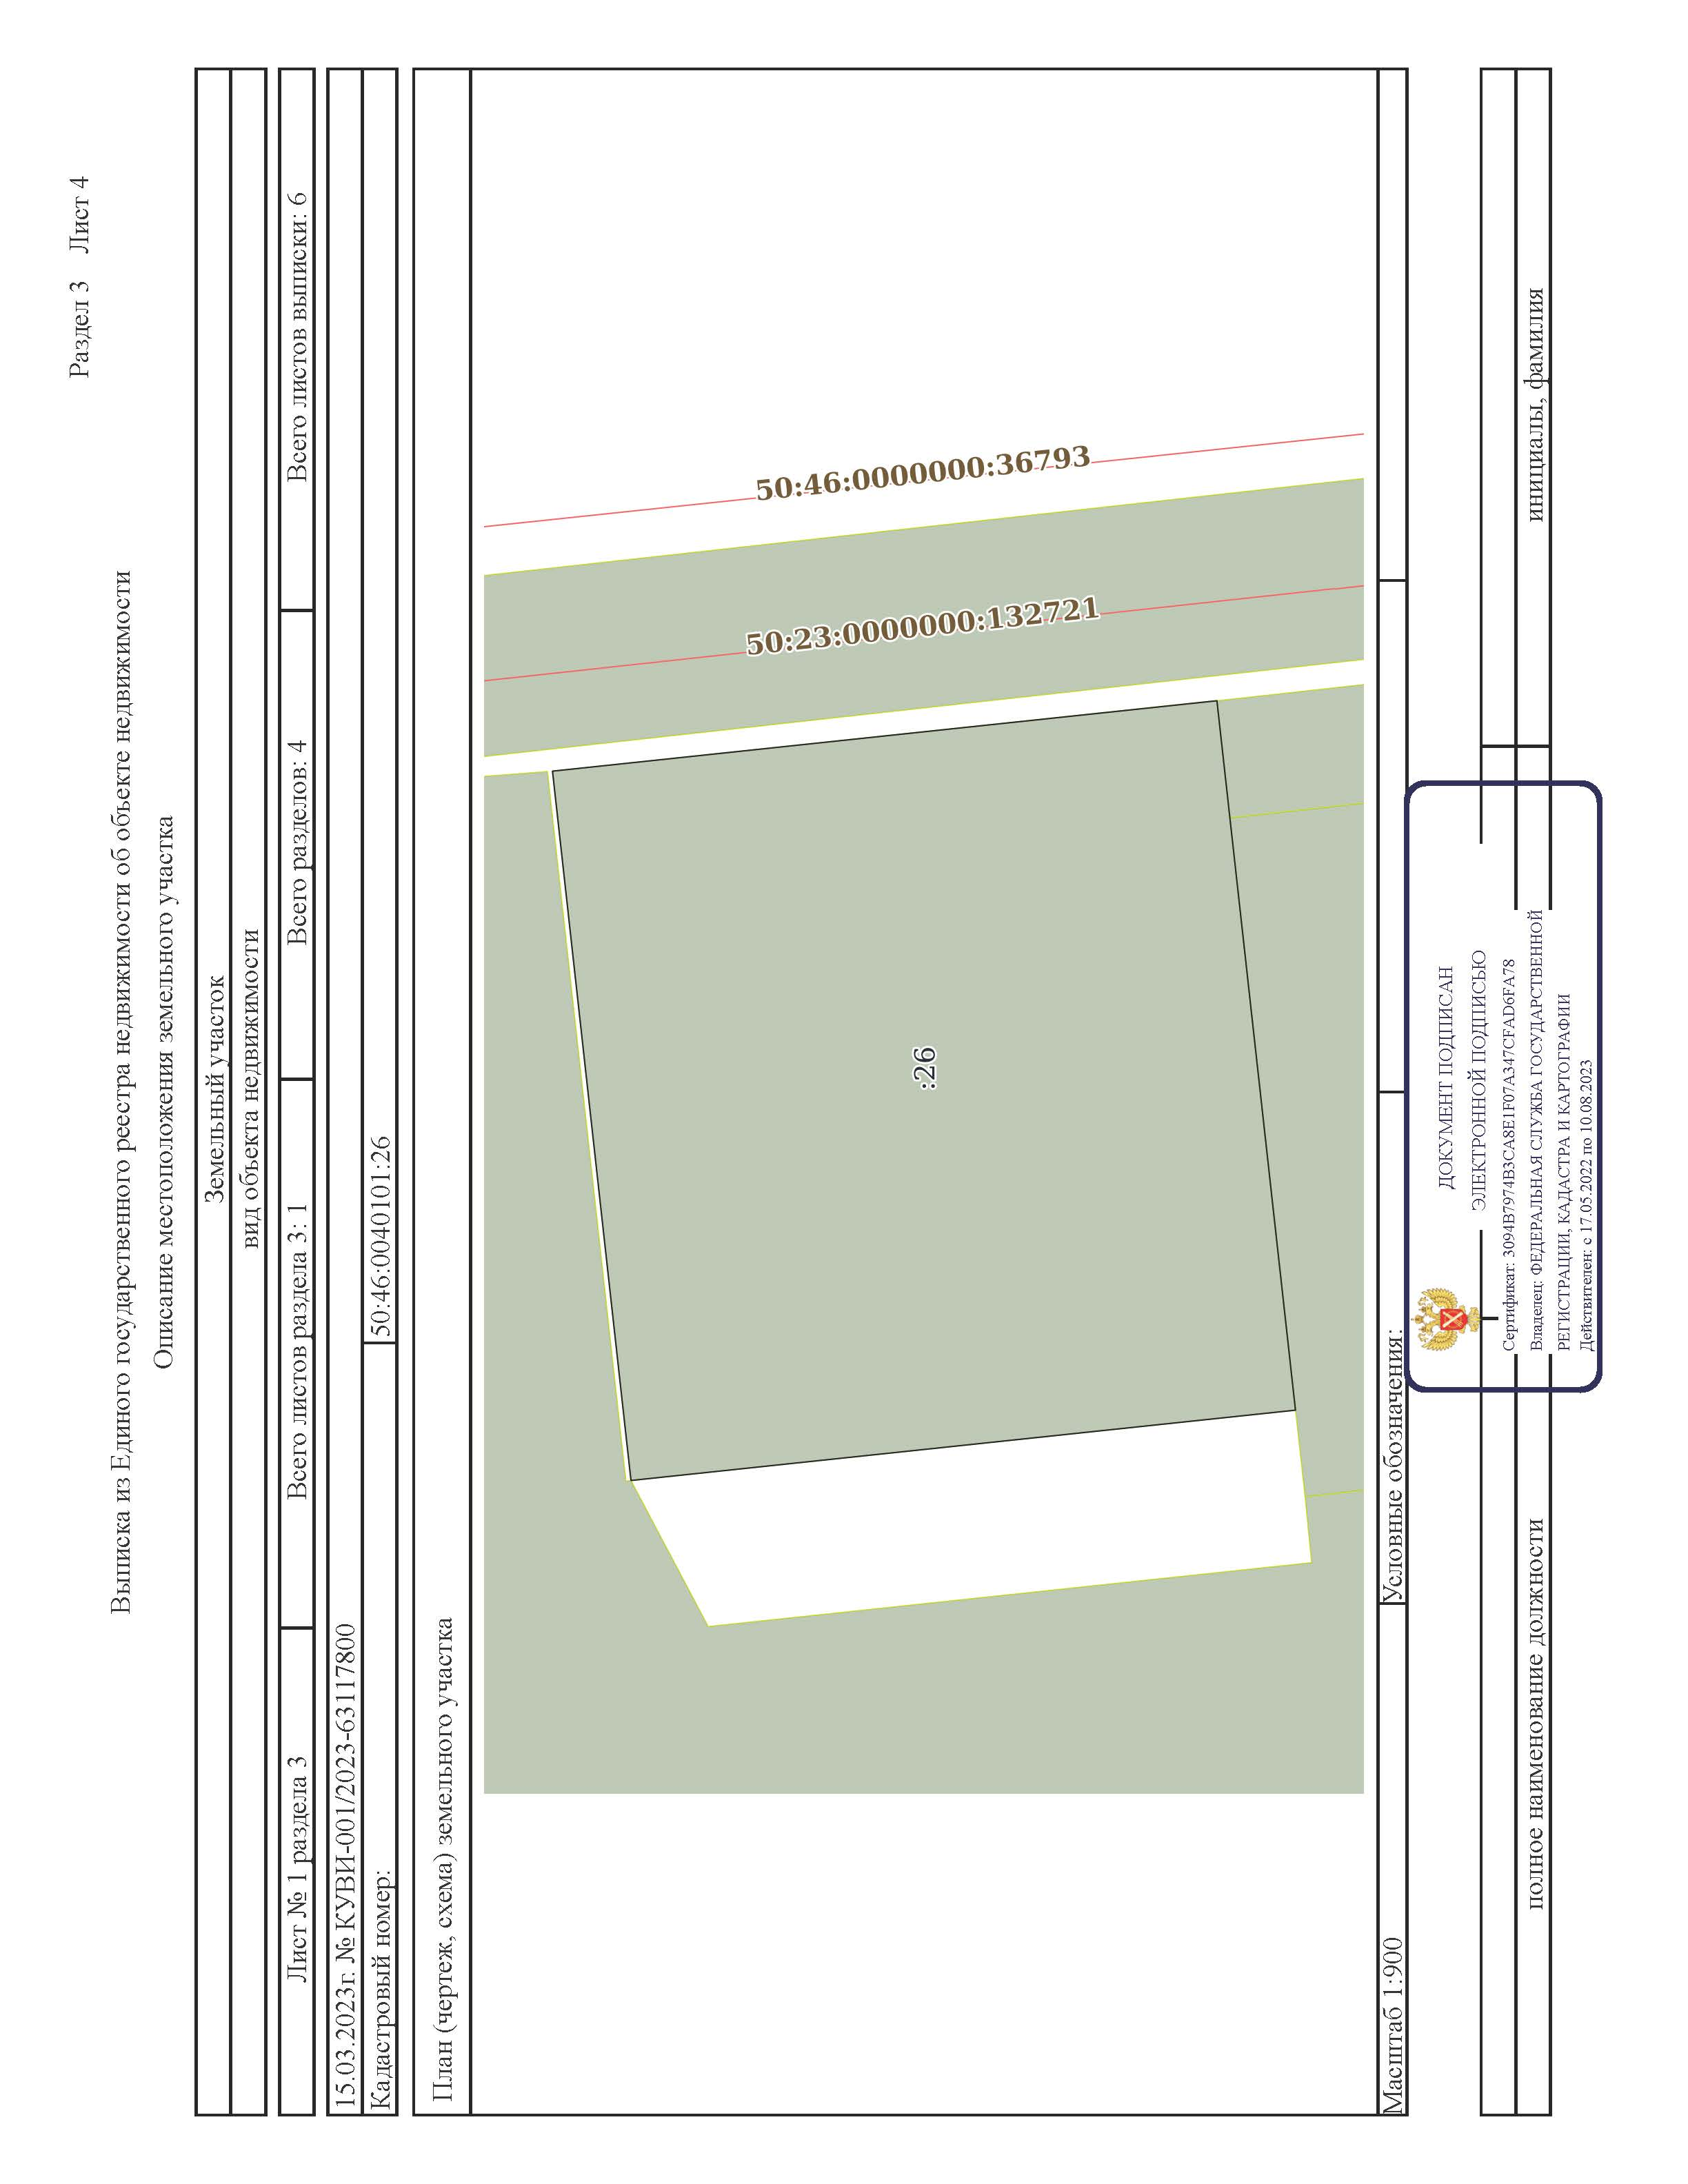 Раздел 3 Лист 4
Выписка из Единого государственного реестра недвижимости об объекте недвижимости
Описание местоположения земельного участка
Земельный участок
вид объекта недвижимости
Лист № 1 раздела 3 Всего листов раздела 3: 1 Всего разделов: 4 Всего листов выписки: 6
15.03.2023г. № КУВИ-001/2023-63117800
Кадастровый номер: 50:46:0040101:26
План (чертеж, схема) земельного участка
50:46:0000000:36793
50:23:0000000:132721
:26
Масштаб 1:900 Условные обозначения:
ДОКУМЕНТ ПОДПИСАН
ЭЛЕКТРОННОЙ ПОДПИСЬЮ
Сертификат: 3094B7974B3CA8E1F07A347CFAD6FA78
Владелец: ФЕДЕРАЛЬНАЯ СЛУЖБА ГОСУДАРСТВЕННОЙ
РЕГИСТРАЦИИ, КАДАСТРА И КАРТОГРАФИИ
Действителен: с 17.05.2022 по 10.08.2023
полное наименование должности инициалы, фамилия